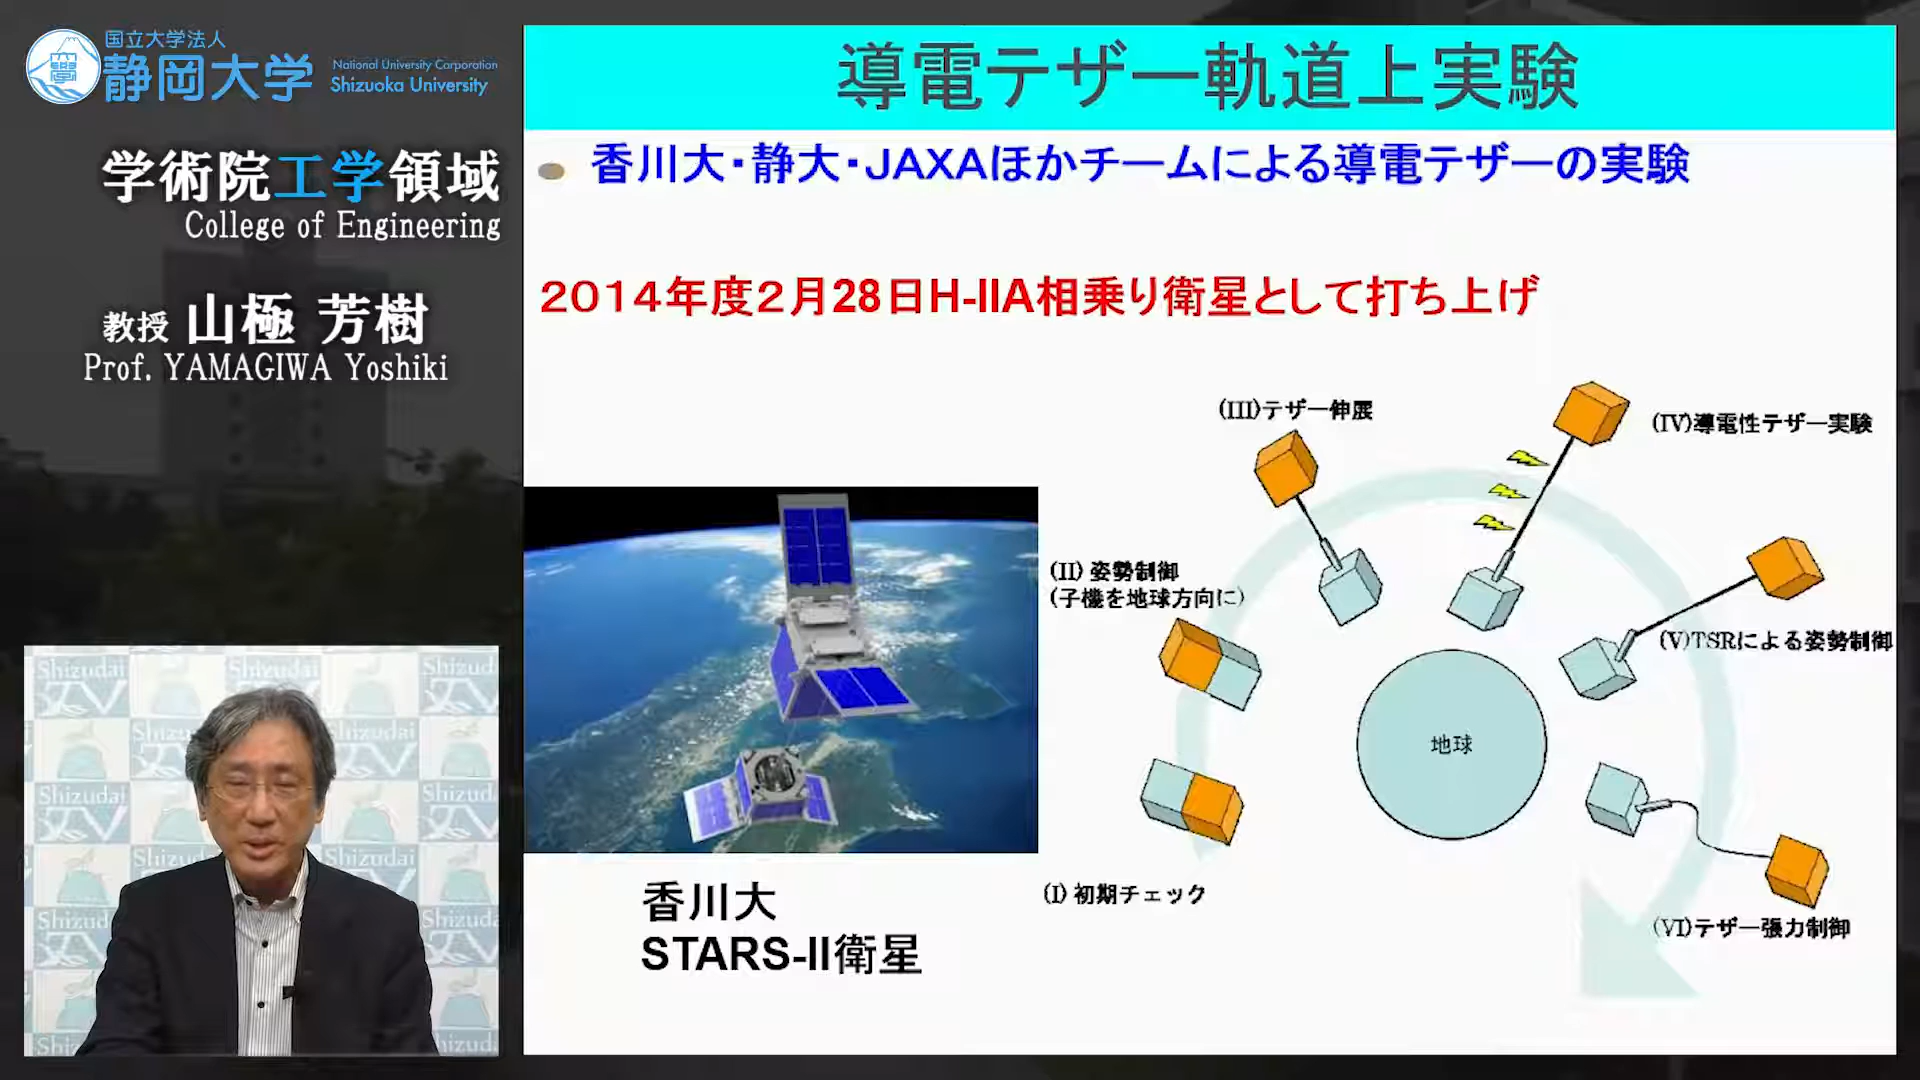 国立大学法人
静岡大学
National University Corporation
Shizuoka University
学術院工学領域
College of Engineering
教授 山極 芳樹
Prof. YAMAGIWA Yoshiki
導電テザー軌道上実験
香川大・静大・JAXAほかチームによる導電テザーの実験
2014年度2月28日H-IIA相乗り衛星として打ち上げ
(III)テザー伸展
(IV)導電性テザー実験
(II) 姿勢制御
(子機を地球方向に)
(V)TSRによる姿勢制御
地球
(I) 初期チェック
(VI)テザー張力制御
香川大
STARS-II衛星
Shizudai
TV